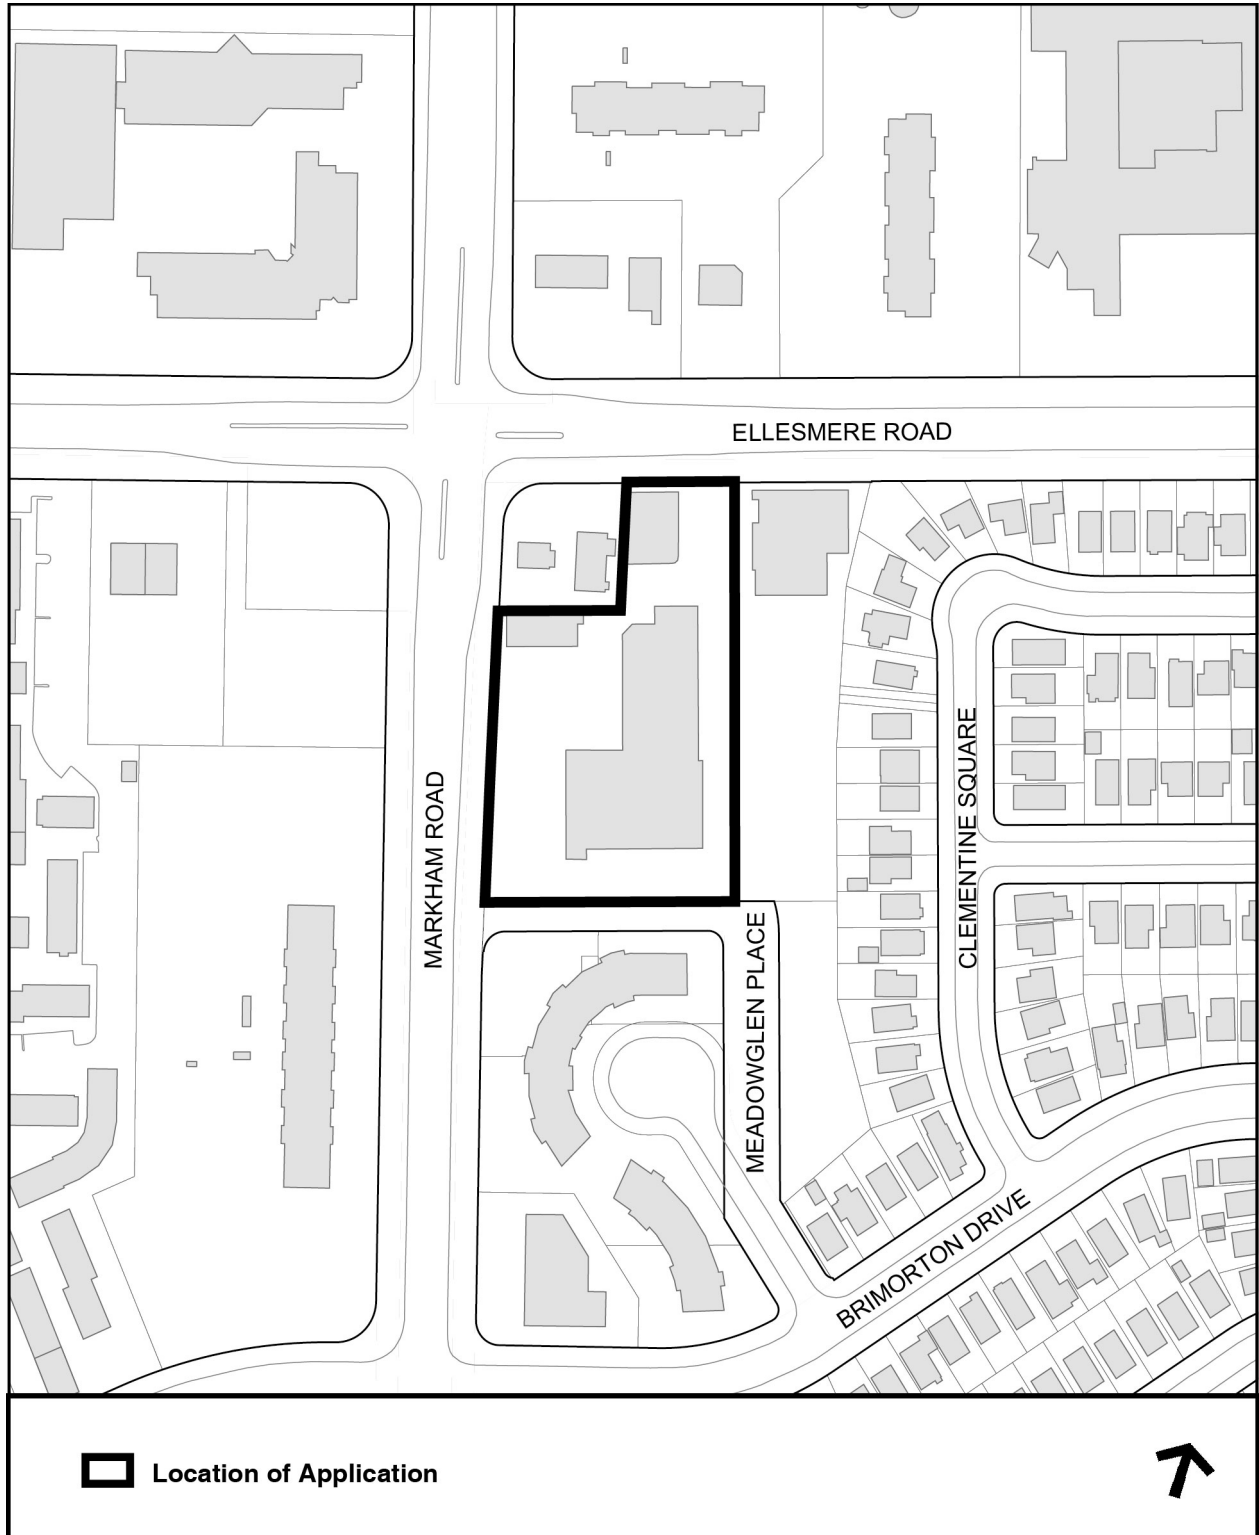 ELLESMERE ROAD
MARKHAM ROAD
CLEMENTINE SQUARE
MEADOWGLEN PLACE
BRIMORTON DRIVE
Location of Application